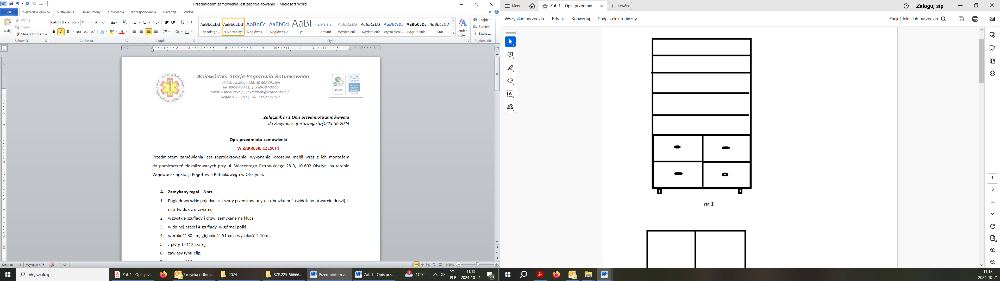 Przedmiotem zamówienia jest zaprojektowanie - Microsoft Word
Plik Narzędzia główne Wstawianie Układ strony Odwołania Korespondencja Recenzja Widok
Wklej
Wytnij
Kopiuj
Malarz formatów
Schowek
Calibri (Tekst po 11
Czcionka
Akapit
AaBbCcDd AaBbCcDd AaBbCc AaBbCcI AaBb AaBbCcL AaBbCcDd AaBbCcDd AaBbCcDc AaBbCcDc AaBbCcDd
Bez odstęp... ¶ Normalny Nagłówek 1 Nagłówek 2 Tytuł Podtytuł Wyróżnieni... Uwydatnienie Wyróżnieni... Pogrubienie Cytat
Zmień style
Style
Znajdź
Zamień
Zaznacz
Edytowanie
Wojewódzka Stacja Pogotowia Ratunkowego w Olsztynie
Wojewódzka Stacja Pogotowia Ratunkowego
ul. Pstrowskiego 28B, 10-602 Olsztyn
tel. 89-537-38-11, fax 89-537-38-10
www.wspr.olsztyn.pl, sekretariat@wspr.olsztyn.pl
Regon 511332933, NIP 739-29-72-605
ISO 9001
PCA
AC 092
Załącznik nr 1 Opis przedmiotu zamówienia
do Zapytania ofertowego SZP.225-56.2024
Opis przedmiotu zamówienia
W ZAKRESIE CZĘŚCI 3
Przedmiotem zamówienia jest zaprojektowanie, wykonanie, dostawa mebli wraz z ich montażem
do pomieszczeń zlokalizowanych przy ul. Wincentego Pstrowskiego 28 B, 10-602 Olsztyn, na terenie
Wojewódzkiej Stacji Pogotowia Ratunkowego w Olsztynie.
A. Zamykany regał – 8 szt.
1. Poglądowy szkic pojedynczej szafy przedstawiony na obrazku nr 1 (widok po otwarciu drzwi) i
nr 2 (widok z drzwiami)
2. wszystkie szuflady i drzwi zamykane na klucz
3. w dolnej części 4 szuflady, w górnej półki
4. szerokość 80 cm, głębokość 51 cm i wysokość 2,10 m.
5. z płyty U-112 szarej,
6. zawiasy typu clip,
Strona: 1 z 3 Wyrazy: 495 Polski 100%
Wyszukaj
Zał. 1 - Opis prz...
Skrzynka odbior...
2024
SZP.225-56666...
Przedmiotem z...
Zał. 1 - Opis prz...
4
10°C
POL
PLP
11:13
2024-10-21
20
Menu
Zał. 1 - Opis przedmio...
Utwórz
Zaloguj się
Wszystkie narzędzia Edytuj Konwertuj Podpis elektroniczny
Znajdź tekst lub narzędzia
nr 1
1
3
11:13
2024-10-21